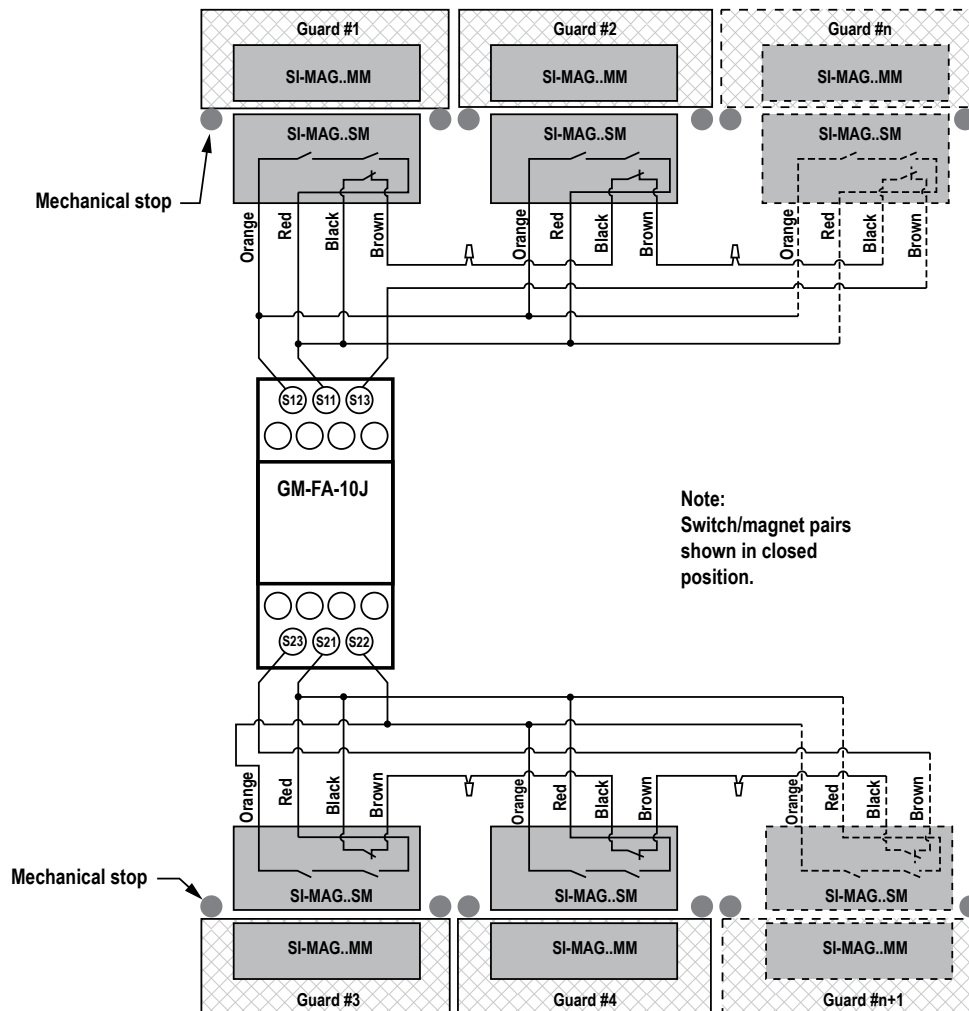 Guard #1
Guard #2
Guard #n
SI-MAG..MM
SI-MAG..MM
SI-MAG..MM
SI-MAG..SM
SI-MAG..SM
SI-MAG..SM
Mechanical stop
Orange
Red
Black
Brown
Orange
Red
Black
Brown
Orange
Red
Black
Brown
S12
S11
S13
GM-FA-10J
Note:
Switch/magnet pairs
shown in closed
position.
S23
S21
S22
Orange
Red
Black
Brown
Orange
Red
Black
Brown
Orange
Red
Black
Brown
SI-MAG..SM
SI-MAG..SM
SI-MAG..SM
Mechanical stop
SI-MAG..MM
SI-MAG..MM
SI-MAG..MM
Guard #3
Guard #4
Guard #n+1